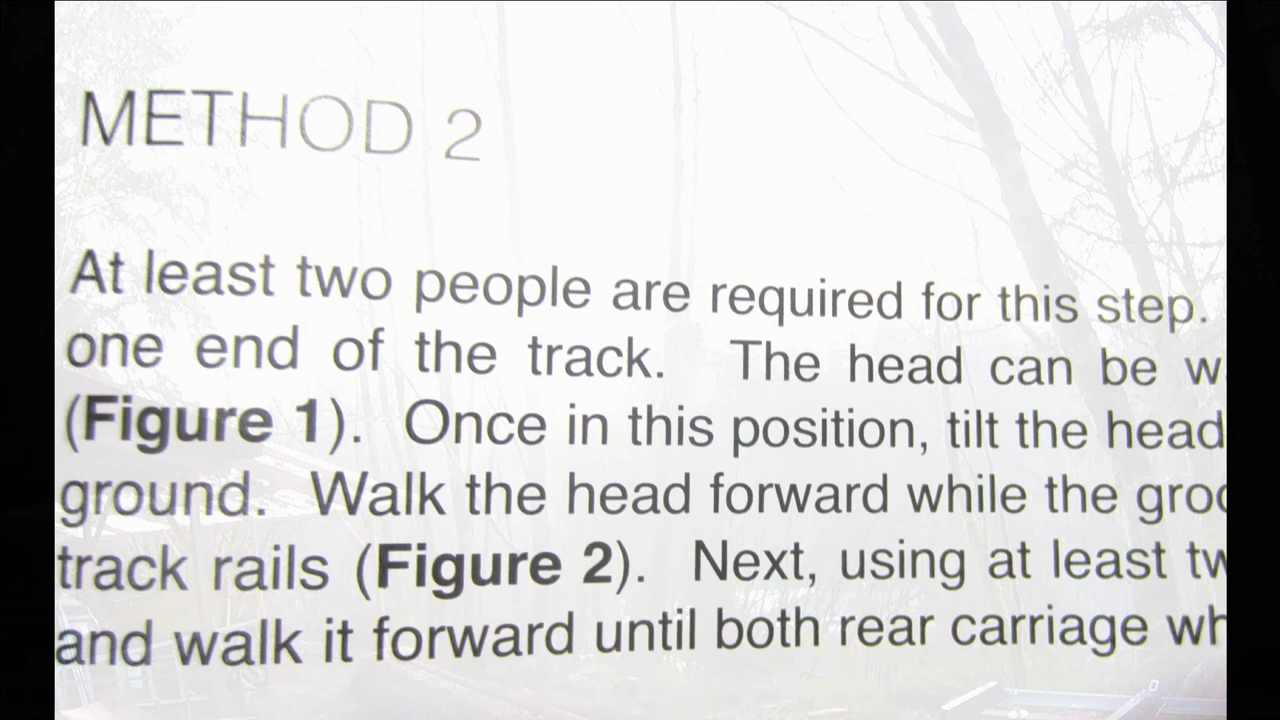 METHOD 2
At least two people are required for this step.
one end of the track. The head can be
(Figure 1). Once in this position, tilt the head
ground. Walk the head forward while the
track rails (Figure 2). Next, using at least
and walk it forward until both rear carriage